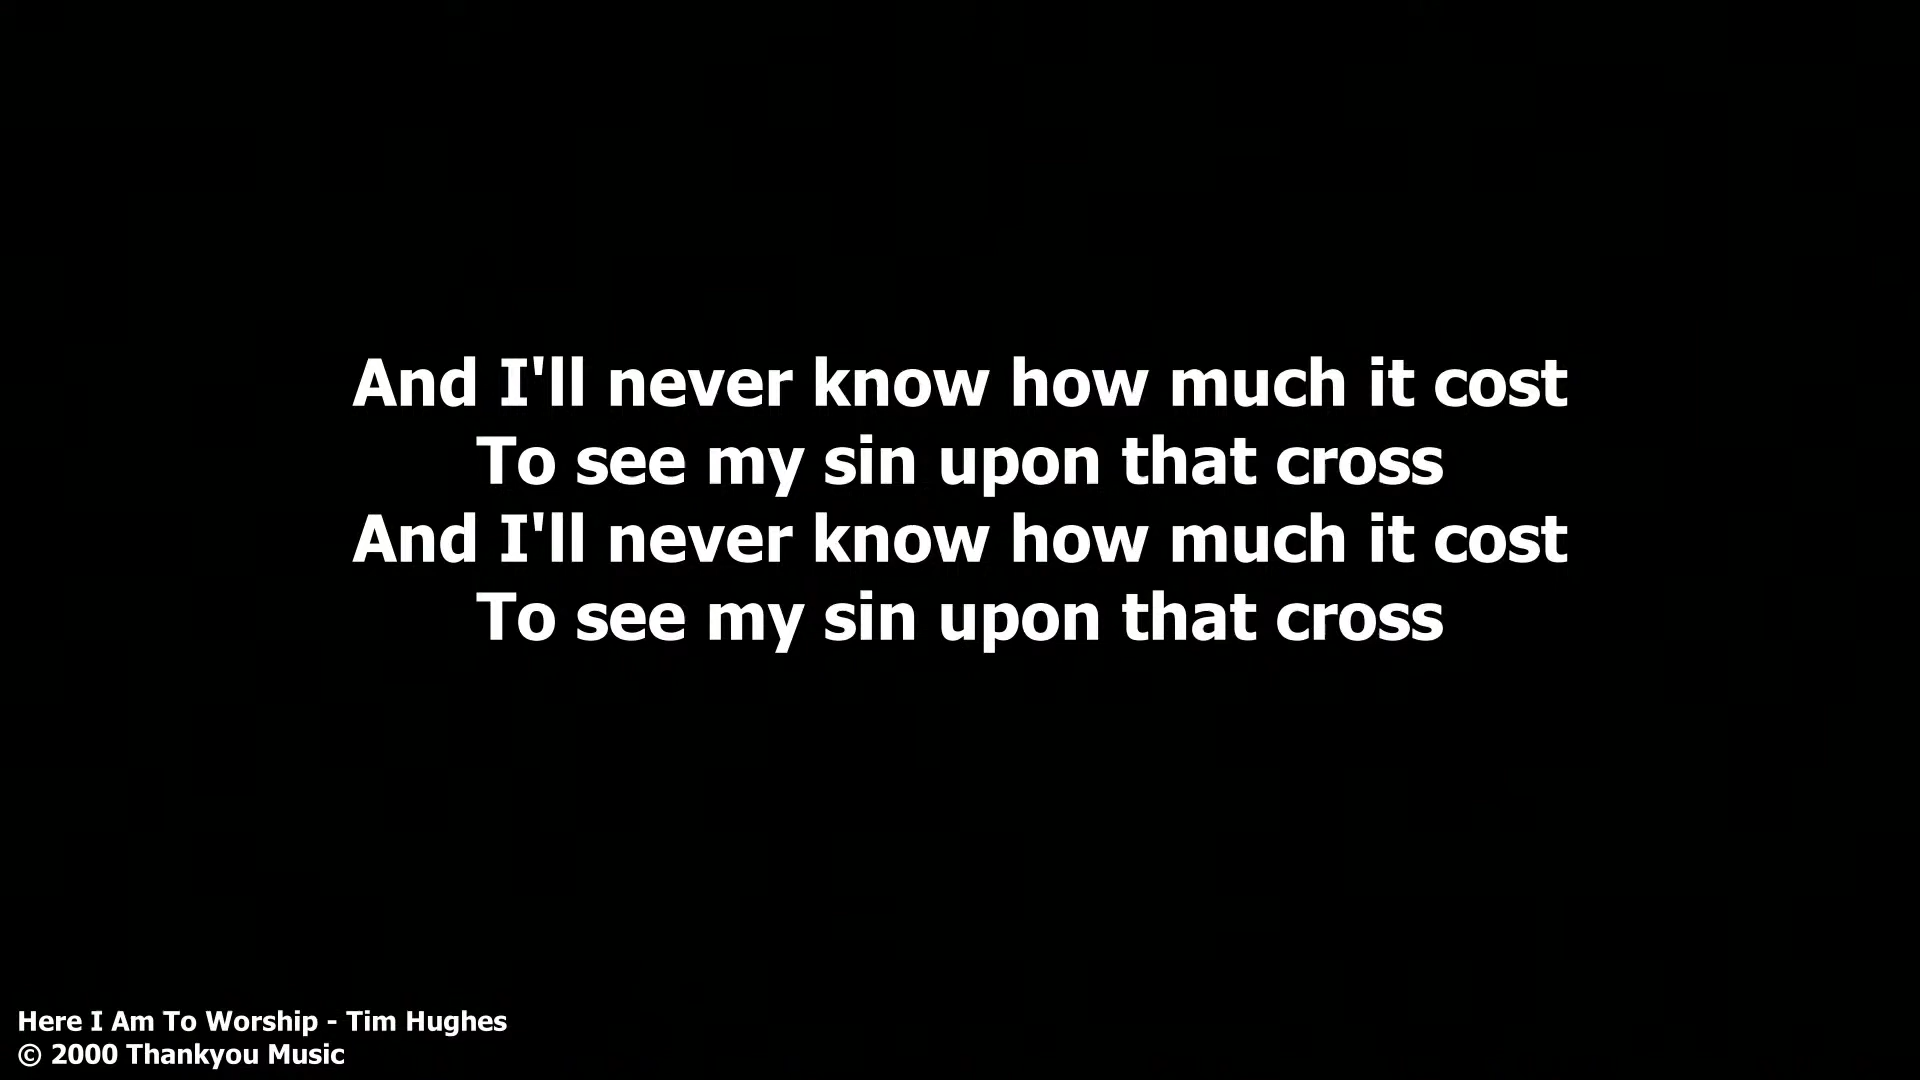 And I'll never know how much it cost
To see my sin upon that cross
And I'll never know how much it cost
To see my sin upon that cross
Here I Am To Worship - Tim Hughes
© 2000 Thankyou Music